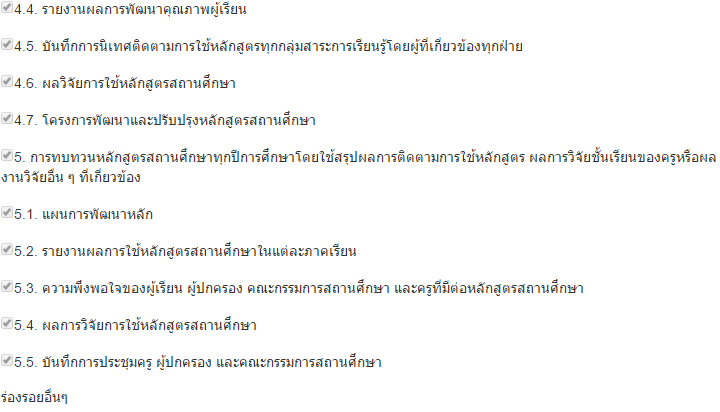 4.4. รายงานผลการพัฒนาคุณภาพผู้เรียน
4.5. บันทึกการนิเทศติดตามการใช้หลักสูตรทุกกลุ่มสาระการเรียนรู้โดยผู้ที่เกี่ยวข้องทุกฝ่าย
4.6. ผลวิจัยการใช้หลักสูตรสถานศึกษา
4.7. โครงการพัฒนาและปรับปรุงหลักสูตรสถานศึกษา
5. การทบทวนหลักสูตรสถานศึกษาทุกปีการศึกษาโดยใช้สรุปผลการติดตามการใช้หลักสูตร ผลการวิจัยชั้นเรียนของครูหรือผล
งานวิจัยอื่น ๆ ที่เกี่ยวข้อง
5.1. แผนการพัฒนาหลัก
5.2. รายงานผลการใช้หลักสูตรสถานศึกษาในแต่ละภาคเรียน
5.3. ความพึงพอใจของผู้เรียน ผู้ปกครอง คณะกรรมการสถานศึกษา และครูที่มีต่อหลักสูตรสถานศึกษา
5.4. ผลการวิจัยการใช้หลักสูตรสถานศึกษา
5.5. บันทึกการประชุมครู ผู้ปกครอง และคณะกรรมการสถานศึกษา
ร่องรอยอื่นๆ